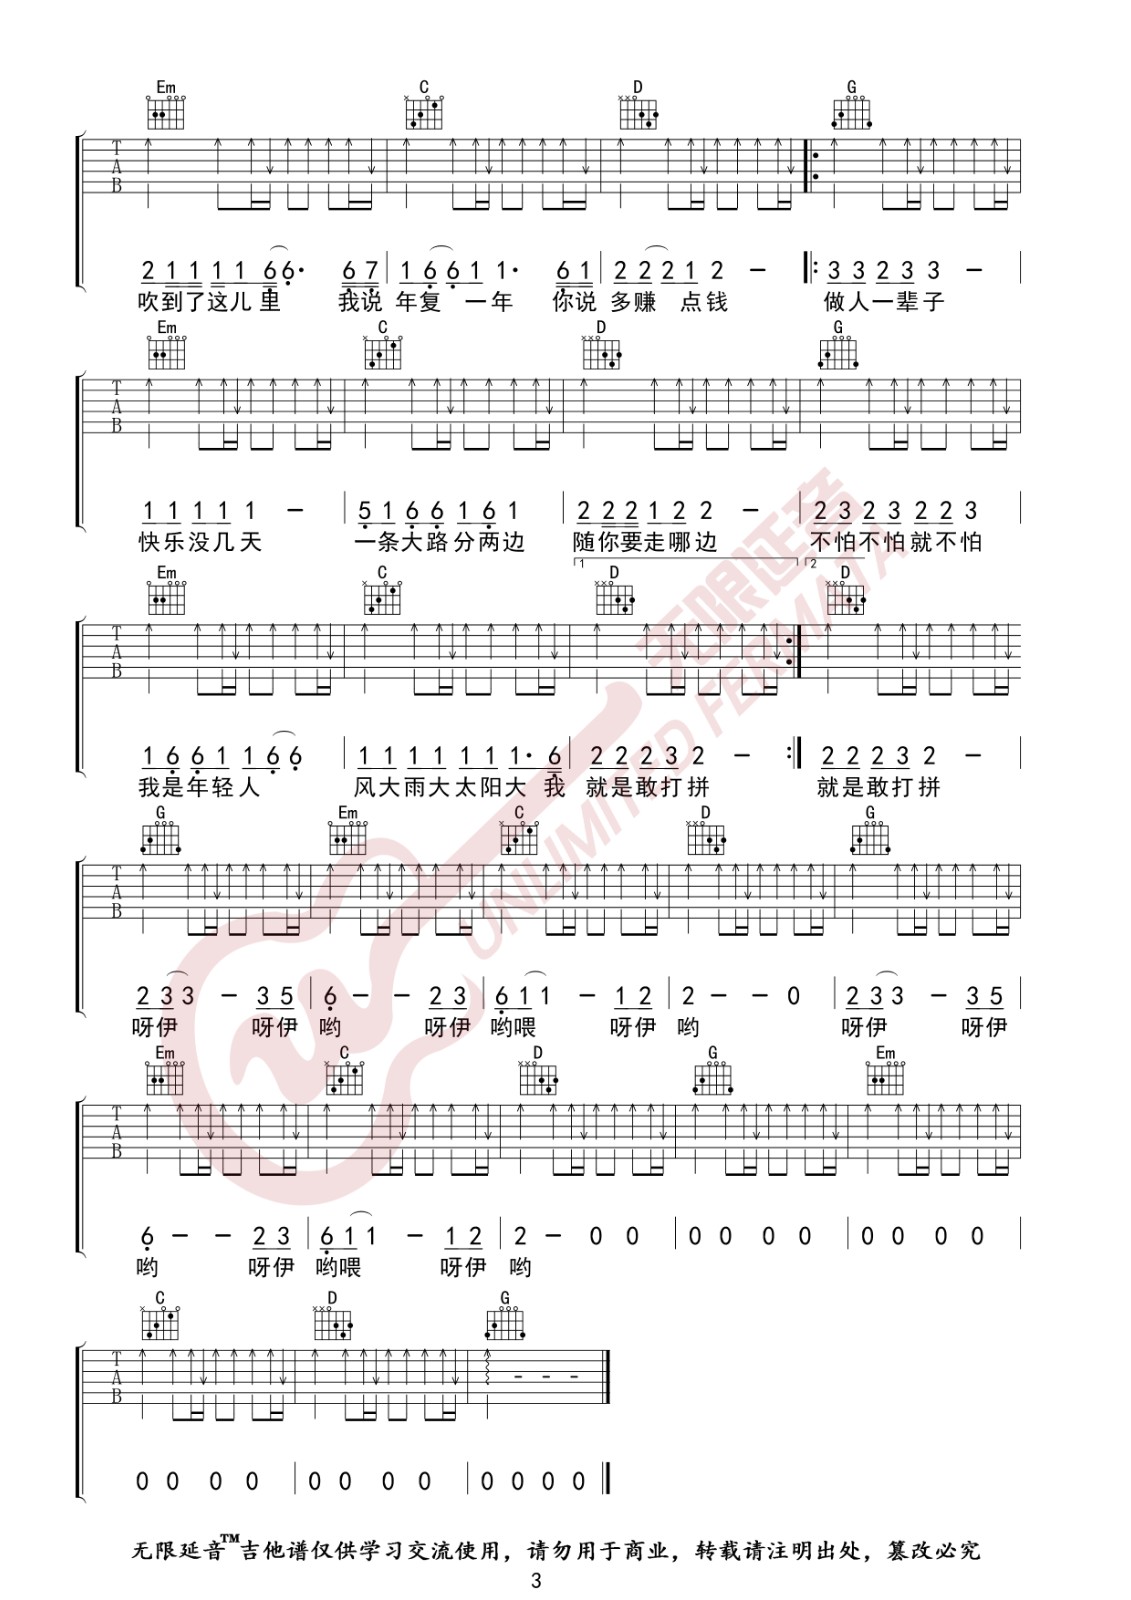 Em C D G
T A B
2 1 1 1 1 6 6· 6 7 1 6 6 1 1· 6 1 2 2 2 1 2 — 3 3 2 3 3 —
吹到了这儿里 我说 年复 一年 你说 多赚 点钱 做人一辈子
Em C D G
T A B
1 1 1 1 1 — 5 1 6 6 1 6 1 2 2 2 1 2 2 — 2 3 2 3 2 2 3
快乐没几天 一条大路分两边 随你要走哪边 不怕不怕就不怕
1 2
Em C D D
T A B
1 6 6 1 1 6 6 1 1 1 1 1 1 1· 6 2 2 2 3 2 — 2 2 2 3 2 —
我是年轻人 风大雨大太阳大 我 就是敢打拼 就是敢打拼
G Em C D G
T A B
2 3 3 — 3 5 6 — — 2 3 6 1 1 — 1 2 2 — — 0 2 3 3 — 3 5
呀伊 呀伊 哟 呀伊 哟喂 呀伊 哟 呀伊 呀伊
Em C D G Em
T A B
6 — — 2 3 6 1 1 — 1 2 2 — 0 0 0 0 0 0 0 0 0 0
哟 呀伊 哟喂 呀伊 哟
C D G
T A B
0 0 0 0 0 0 0 0 0 0 0 0
无限延音™吉他谱仅供学习交流使用，请勿用于商业，转载请注明出处，篡改必究
3
无限延音
UNLIMITED FERMATA